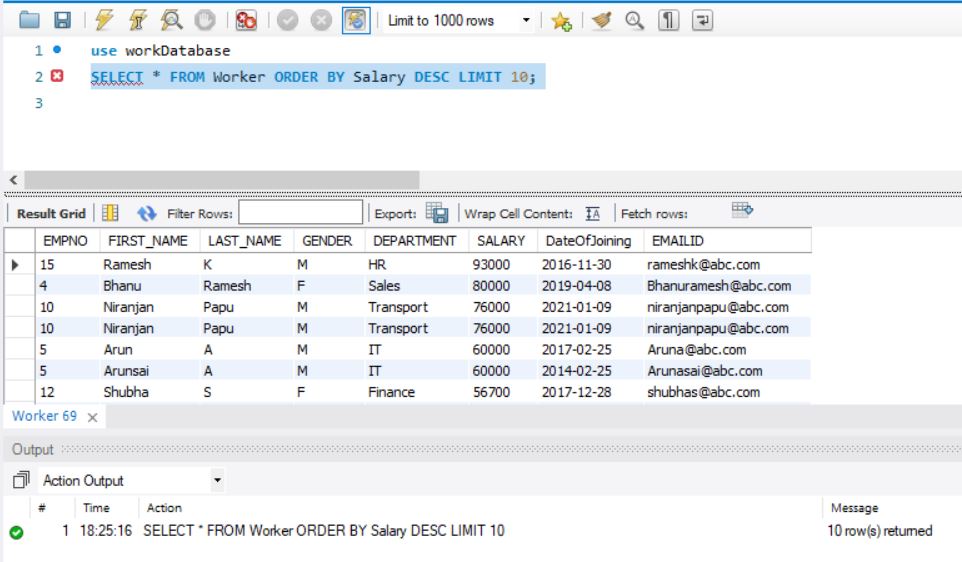 Limit to 1000 rows
1 use workDatabase
2 SELECT * FROM Worker ORDER BY Salary DESC LIMIT 10;
3
Result Grid Filter Rows: Export: Wrap Cell Content: IA Fetch rows:
EMPNO FIRST_NAME LAST_NAME GENDER DEPARTMENT SALARY DateOfJoining EMAILID
15 Ramesh K M HR 93000 2016-11-30 rameshk@abc.com
4 Bhanu Ramesh F Sales 80000 2019-04-08 Bhanuramesh@abc.com
10 Niranjan Papu M Transport 76000 2021-01-09 niranjanpapu@abc.com
10 Niranjan Papu M Transport 76000 2021-01-09 niranjanpapu@abc.com
5 Arun A M IT 60000 2017-02-25 Aruna@abc.com
5 Arunsai A M IT 60000 2014-02-25 Arunasai@abc.com
12 Shubha S F Finance 56700 2017-12-28 shubhas@abc.com
Worker 69
Output
Action Output
# Time Action Message
1 18:25:16 SELECT * FROM Worker ORDER BY Salary DESC LIMIT 10 10 row(s) returned